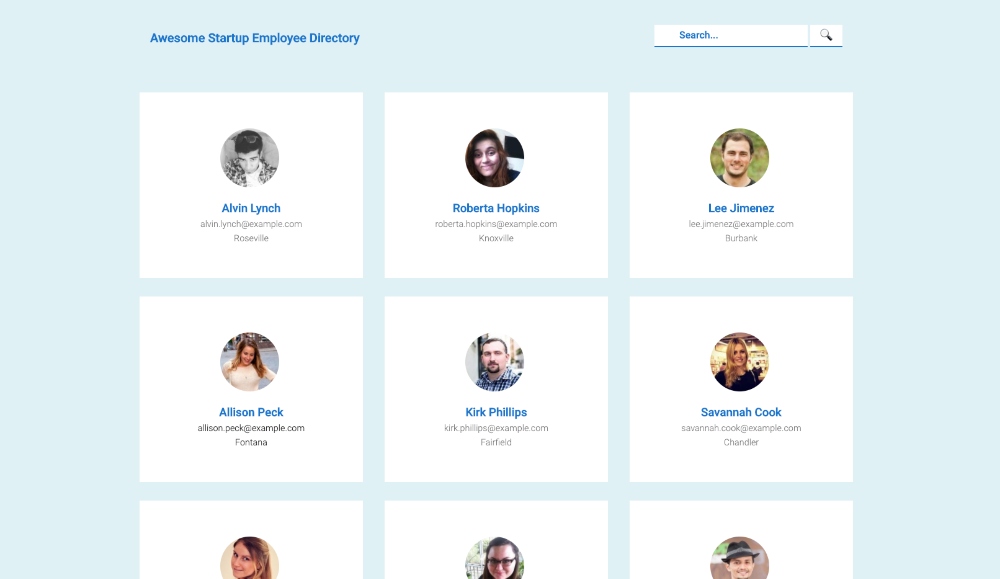 Awesome Startup Employee Directory
Search...
Alvin Lynch
alvin.lynch@example.com
Roseville
Roberta Hopkins
roberta.hopkins@example.com
Knoxville
Lee Jimenez
lee.jimenez@example.com
Burbank
Allison Peck
allison.peck@example.com
Fontana
Kirk Phillips
kirk.phillips@example.com
Fairfield
Savannah Cook
savannah.cook@example.com
Chandler